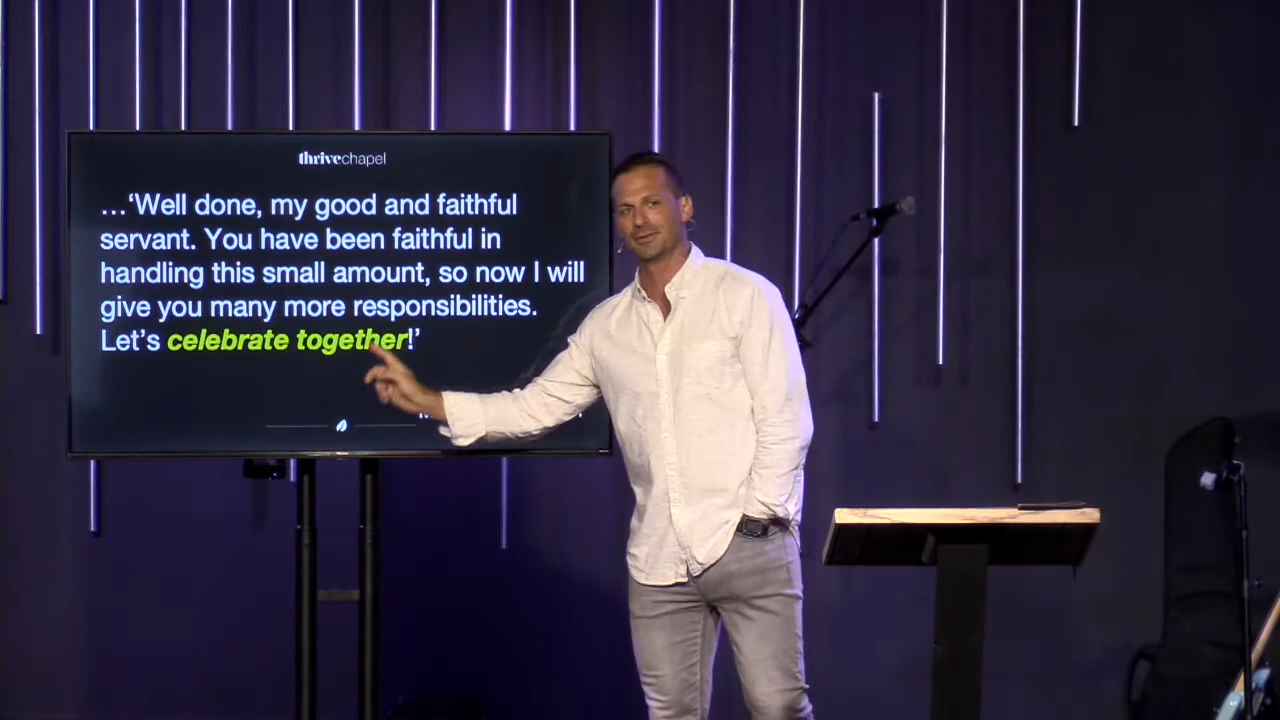 thrivechapel
…‘Well done, my good and faithful
servant. You have been faithful in
handling this small amount, so now I will
give you many more responsibilities.
Let’s celebrate together!’